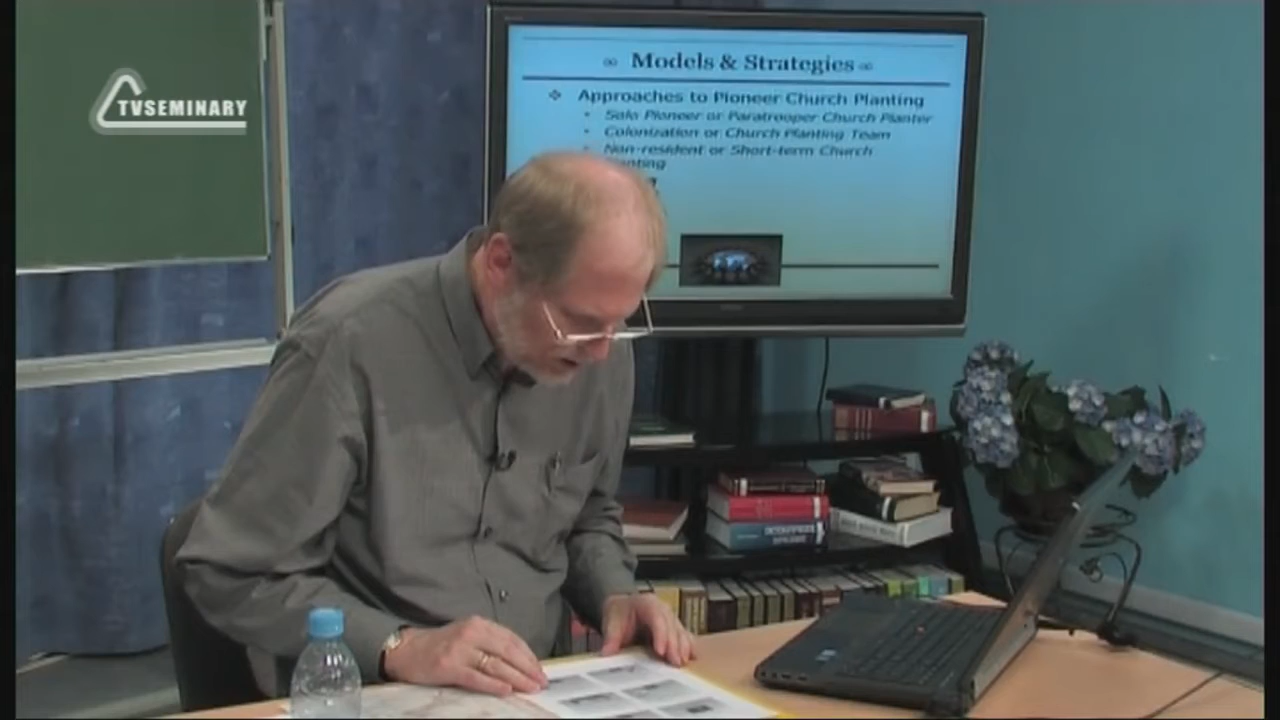 TVSEMINARY
Models & Strategies
Approaches to Pioneer Church Planting
Solo Pioneer or Paratrooper Church Planter
Colonization or Church Planting Team
Non-resident or Short-term Church